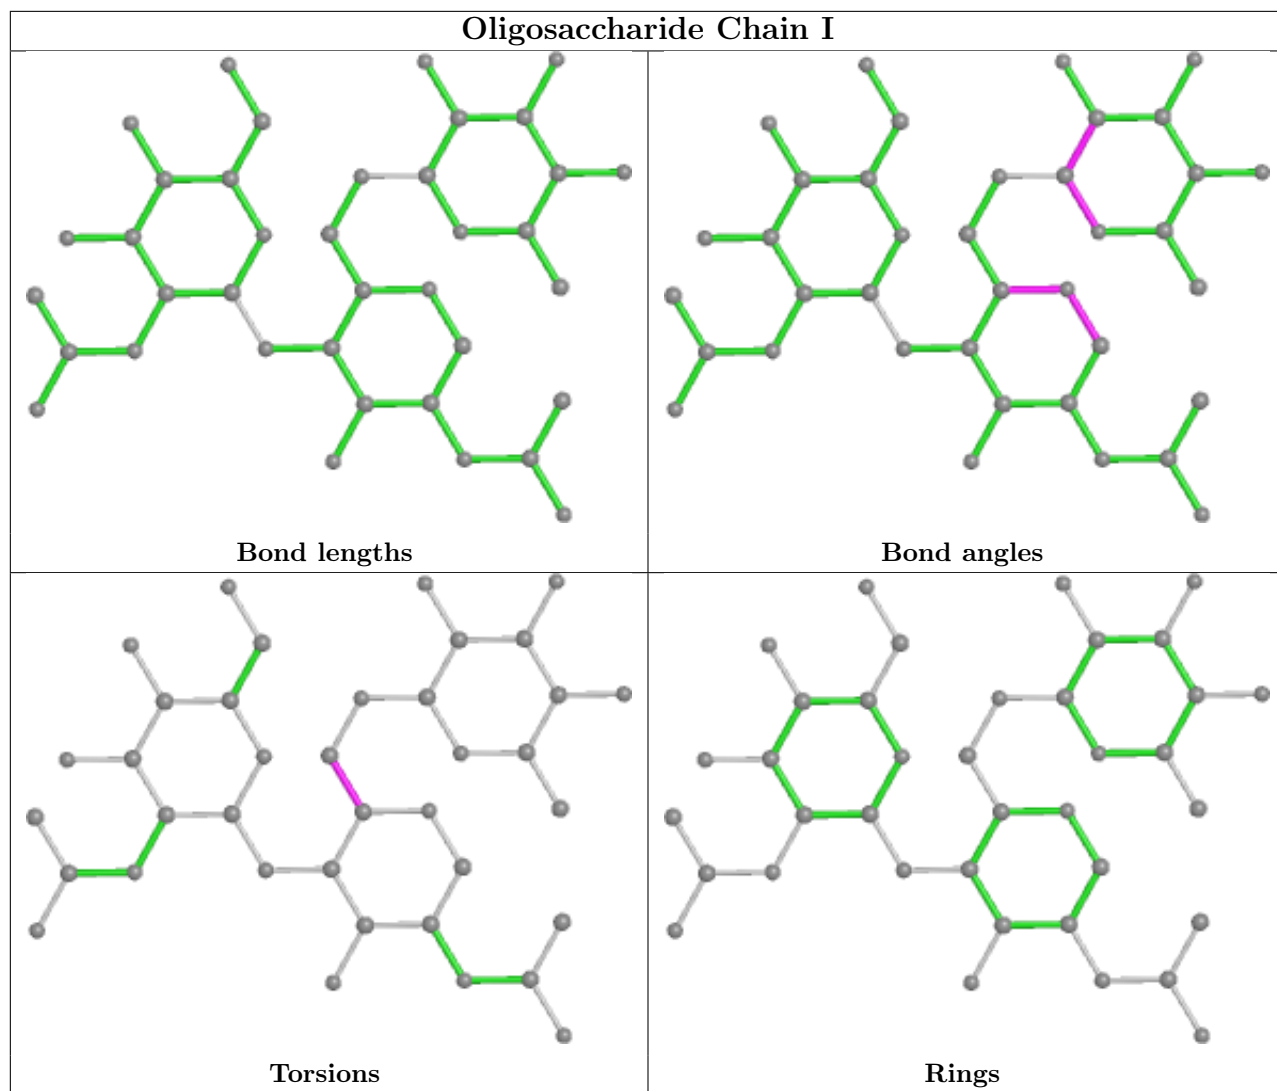 Oligosaccharide Chain I
Bond lengths
Bond angles
Torsions
Rings